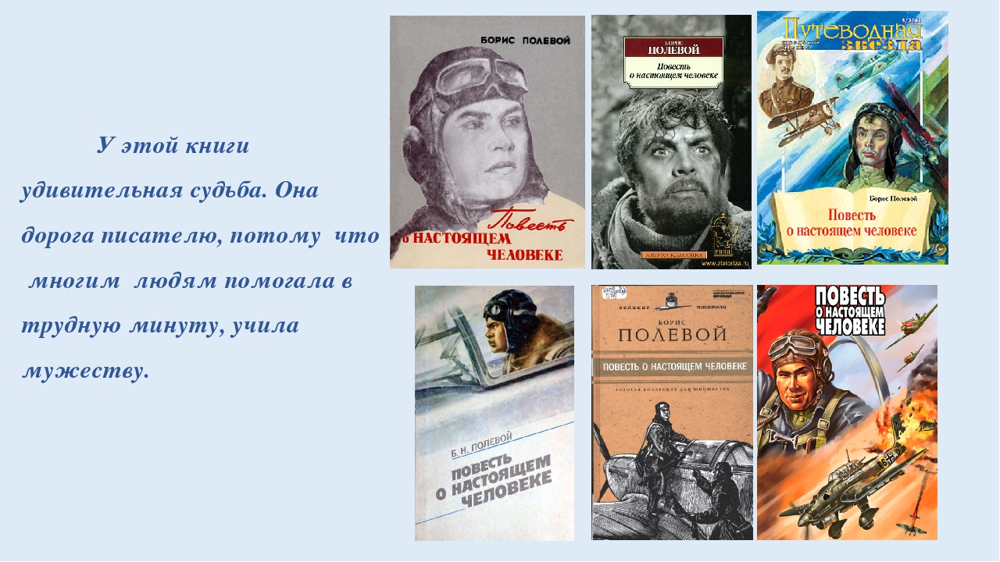 У этой книги
удивительная судьба. Она
дорога писателю, потому что
многим людям помогала в
трудную минуту, учила
мужеству.
БОРИС ПОЛЕВОЙ
Повесть
о НАСТОЯЩЕМ
ЧЕЛОВЕКЕ
БОРИС
ПОЛЕВОЙ
Повесть
о настоящем человеке
АЗБУКА-КЛАССИКА
www.zlatoriza.ru
5/2001
Путеводная
звезда
Борис Полевой
Повесть
о настоящем человеке
Б. Н. ПОЛЕВОЙ
ПОВЕСТЬ
О НАСТОЯЩЕМ
ЧЕЛОВЕКЕ
КОМСОМОЛЬСКАЯ
ПРАВДА
великие писатели
БОРИС
ПОЛЕВОЙ
ПОВЕСТЬ О НАСТОЯЩЕМ ЧЕЛОВЕКЕ
ЗОЛОТАЯ КОЛЛЕКЦИЯ ДЛЯ ЮНОШЕСТВА
ПОВЕСТЬ
О НАСТОЯЩЕМ
ЧЕЛОВЕКЕ